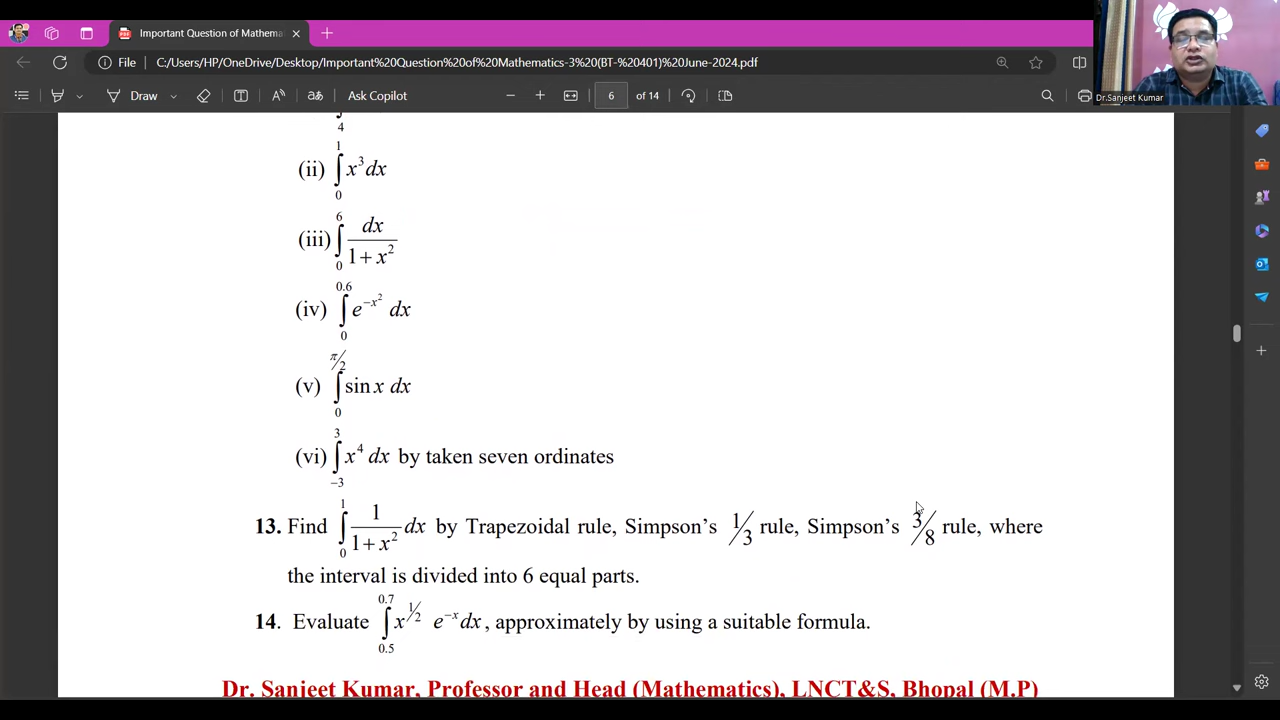 Important Question of Mathema
File C:/Users/HP/OneDrive/Desktop/Important%20Question%20of%20Mathematics-3%20(BT-%20401)%20June-2024.pdf
Draw Ask Copilot 6 of 14
Dr.Sanjeet Kumar
4
(ii) ∫₀¹ x³ dx
(iii) ∫₀⁶ dx/(1 + x²)
(iv) ∫₀^0.6 e^(−x²) dx
(v) ∫₀^(π/2) sin x dx
(vi) ∫₋₃³ x⁴ dx by taken seven ordinates
13. Find ∫₀¹ 1/(1 + x²) dx by Trapezoidal rule, Simpson's 1/3 rule, Simpson's 3/8 rule, where
the interval is divided into 6 equal parts.
14. Evaluate ∫_0.5^0.7 x^(1/2) e^(−x) dx, approximately by using a suitable formula.
Dr. Sanjeet Kumar, Professor and Head (Mathematics), LNCT&S, Bhopal (M.P)